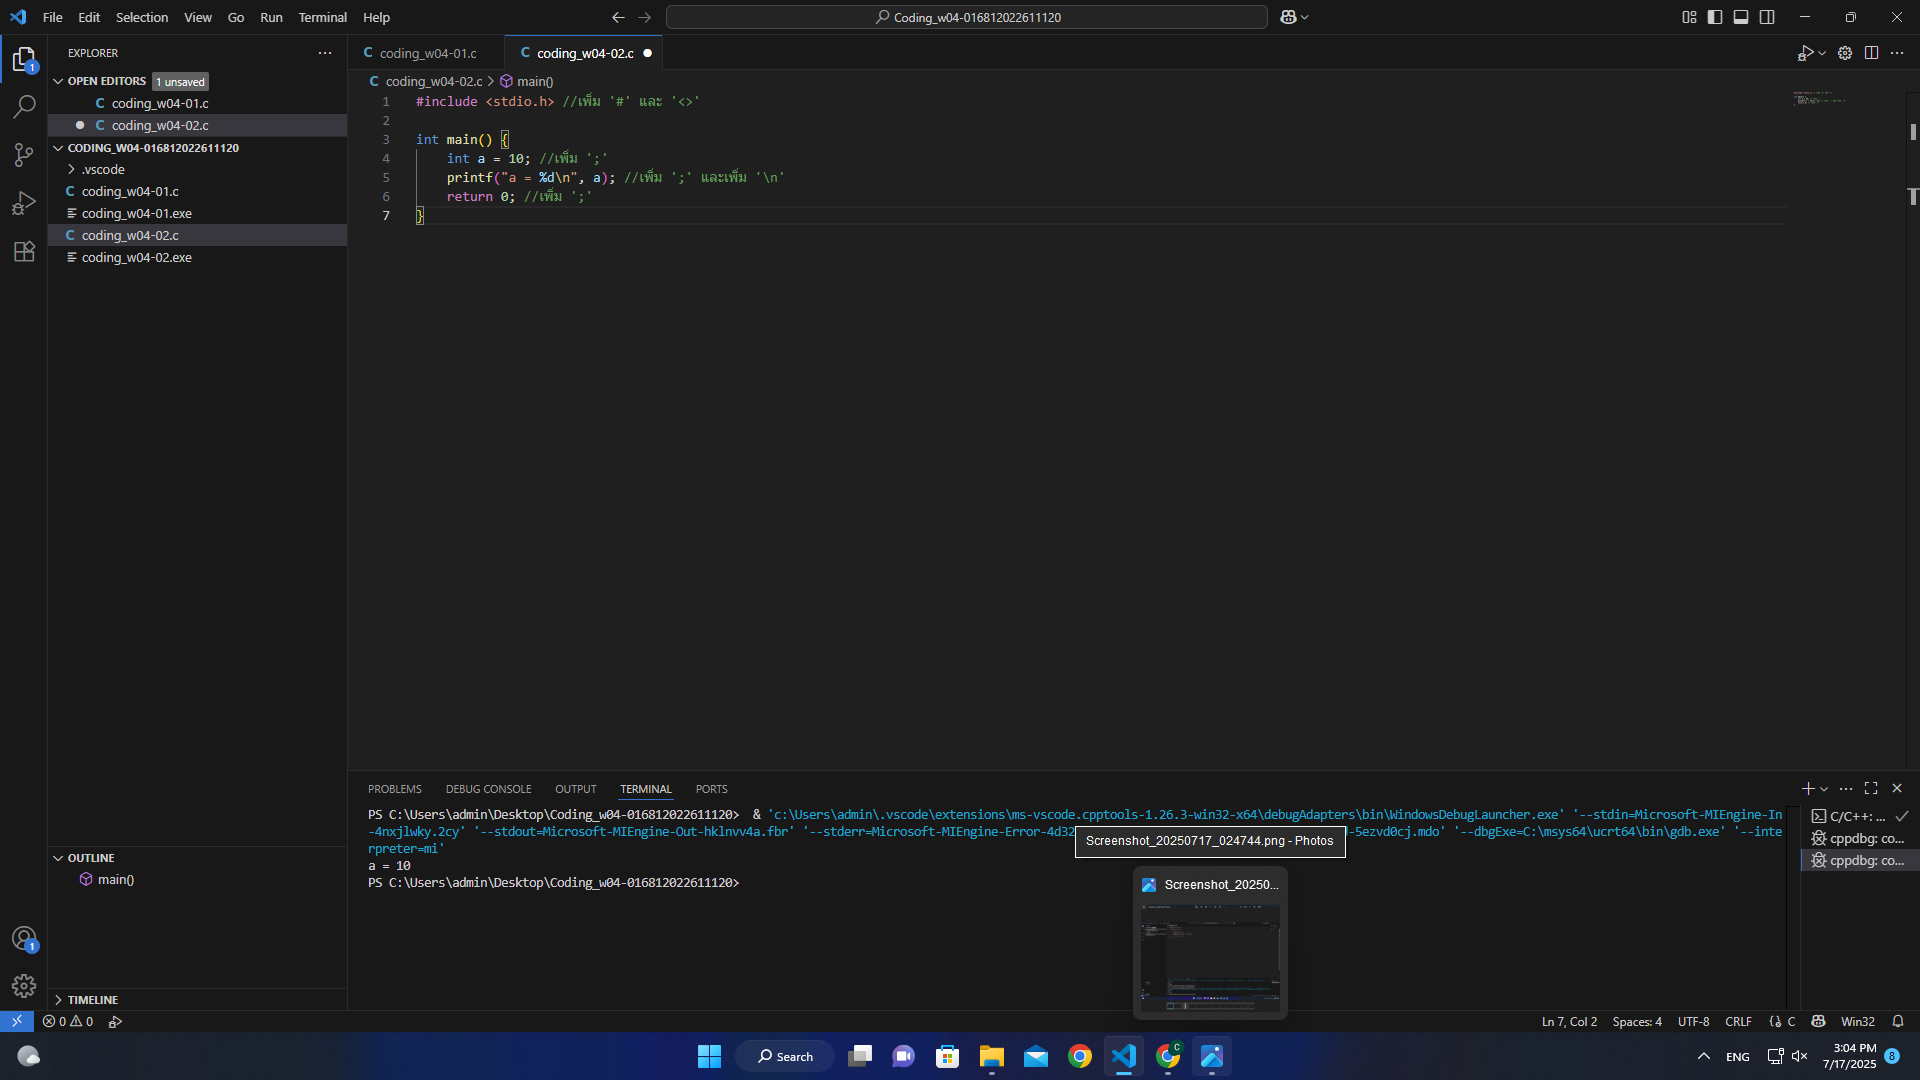 File Edit Selection View Go Run Terminal Help
Coding_w04-016812022611120
EXPLORER
OPEN EDITORS 1 unsaved
C coding_w04-01.c
C coding_w04-02.c
CODING_W04-016812022611120
.vscode
C coding_w04-01.c
coding_w04-01.exe
C coding_w04-02.c
coding_w04-02.exe
OUTLINE
main()
TIMELINE
C coding_w04-01.c
C coding_w04-02.c
C coding_w04-02.c > main()
1 #include <stdio.h> //เพิ่ม '#' และ '<>'
2
3 int main() {
4 int a = 10; //เพิ่ม ';'
5 printf("a = %d\n", a); //เพิ่ม ';' และเพิ่ม '\n'
6 return 0; //เพิ่ม ';'
7 }
PROBLEMS DEBUG CONSOLE OUTPUT TERMINAL PORTS
PS C:\Users\admin\Desktop\Coding_w04-016812022611120> & 'c:\Users\admin\.vscode\extensions\ms-vscode.cpptools-1.26.3-win32-x64\debugAdapters\bin\WindowsDebugLauncher.exe' '--stdin=Microsoft-MIEngine-In
-4nxjlwky.2cy' '--stdout=Microsoft-MIEngine-Out-hklnvv4a.fbr' '--stderr=Microsoft-MIEngine-Error-4d32 -5ezvd0cj.mdo' '--dbgExe=C:\msys64\ucrt64\bin\gdb.exe' '--inte
rpreter=mi'
a = 10
PS C:\Users\admin\Desktop\Coding_w04-016812022611120>
C/C++: ...
cppdbg: co...
cppdbg: co...
Screenshot_20250717_024744.png - Photos
Screenshot_20250...
0 0
Ln 7, Col 2 Spaces: 4 UTF-8 CRLF C Win32
Search
ENG
3:04 PM
7/17/2025
8
1
1